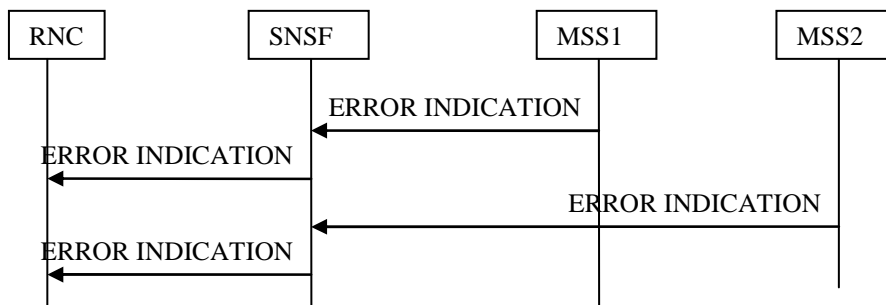 RNC
SNSF
MSS1
MSS2
ERROR INDICATION
ERROR INDICATION
ERROR INDICATION
ERROR INDICATION